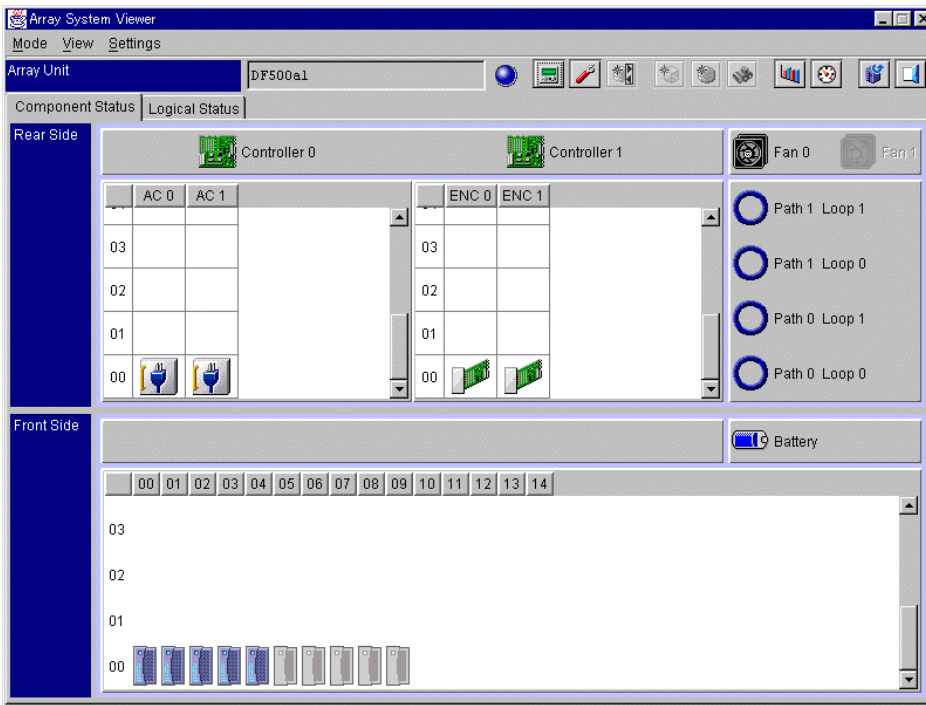 Array System Viewer
Mode View Settings
Array Unit DF500a1
Component Status Logical Status
Rear Side Controller 0 Controller 1 Fan 0 Fan 1
AC 0 AC 1 ENC 0 ENC 1
Path 1 Loop 1
03 03
Path 1 Loop 0
02 02
Path 0 Loop 1
01 01
Path 0 Loop 0
00 00
Front Side Battery
00 01 02 03 04 05 06 07 08 09 10 11 12 13 14
03
02
01
00